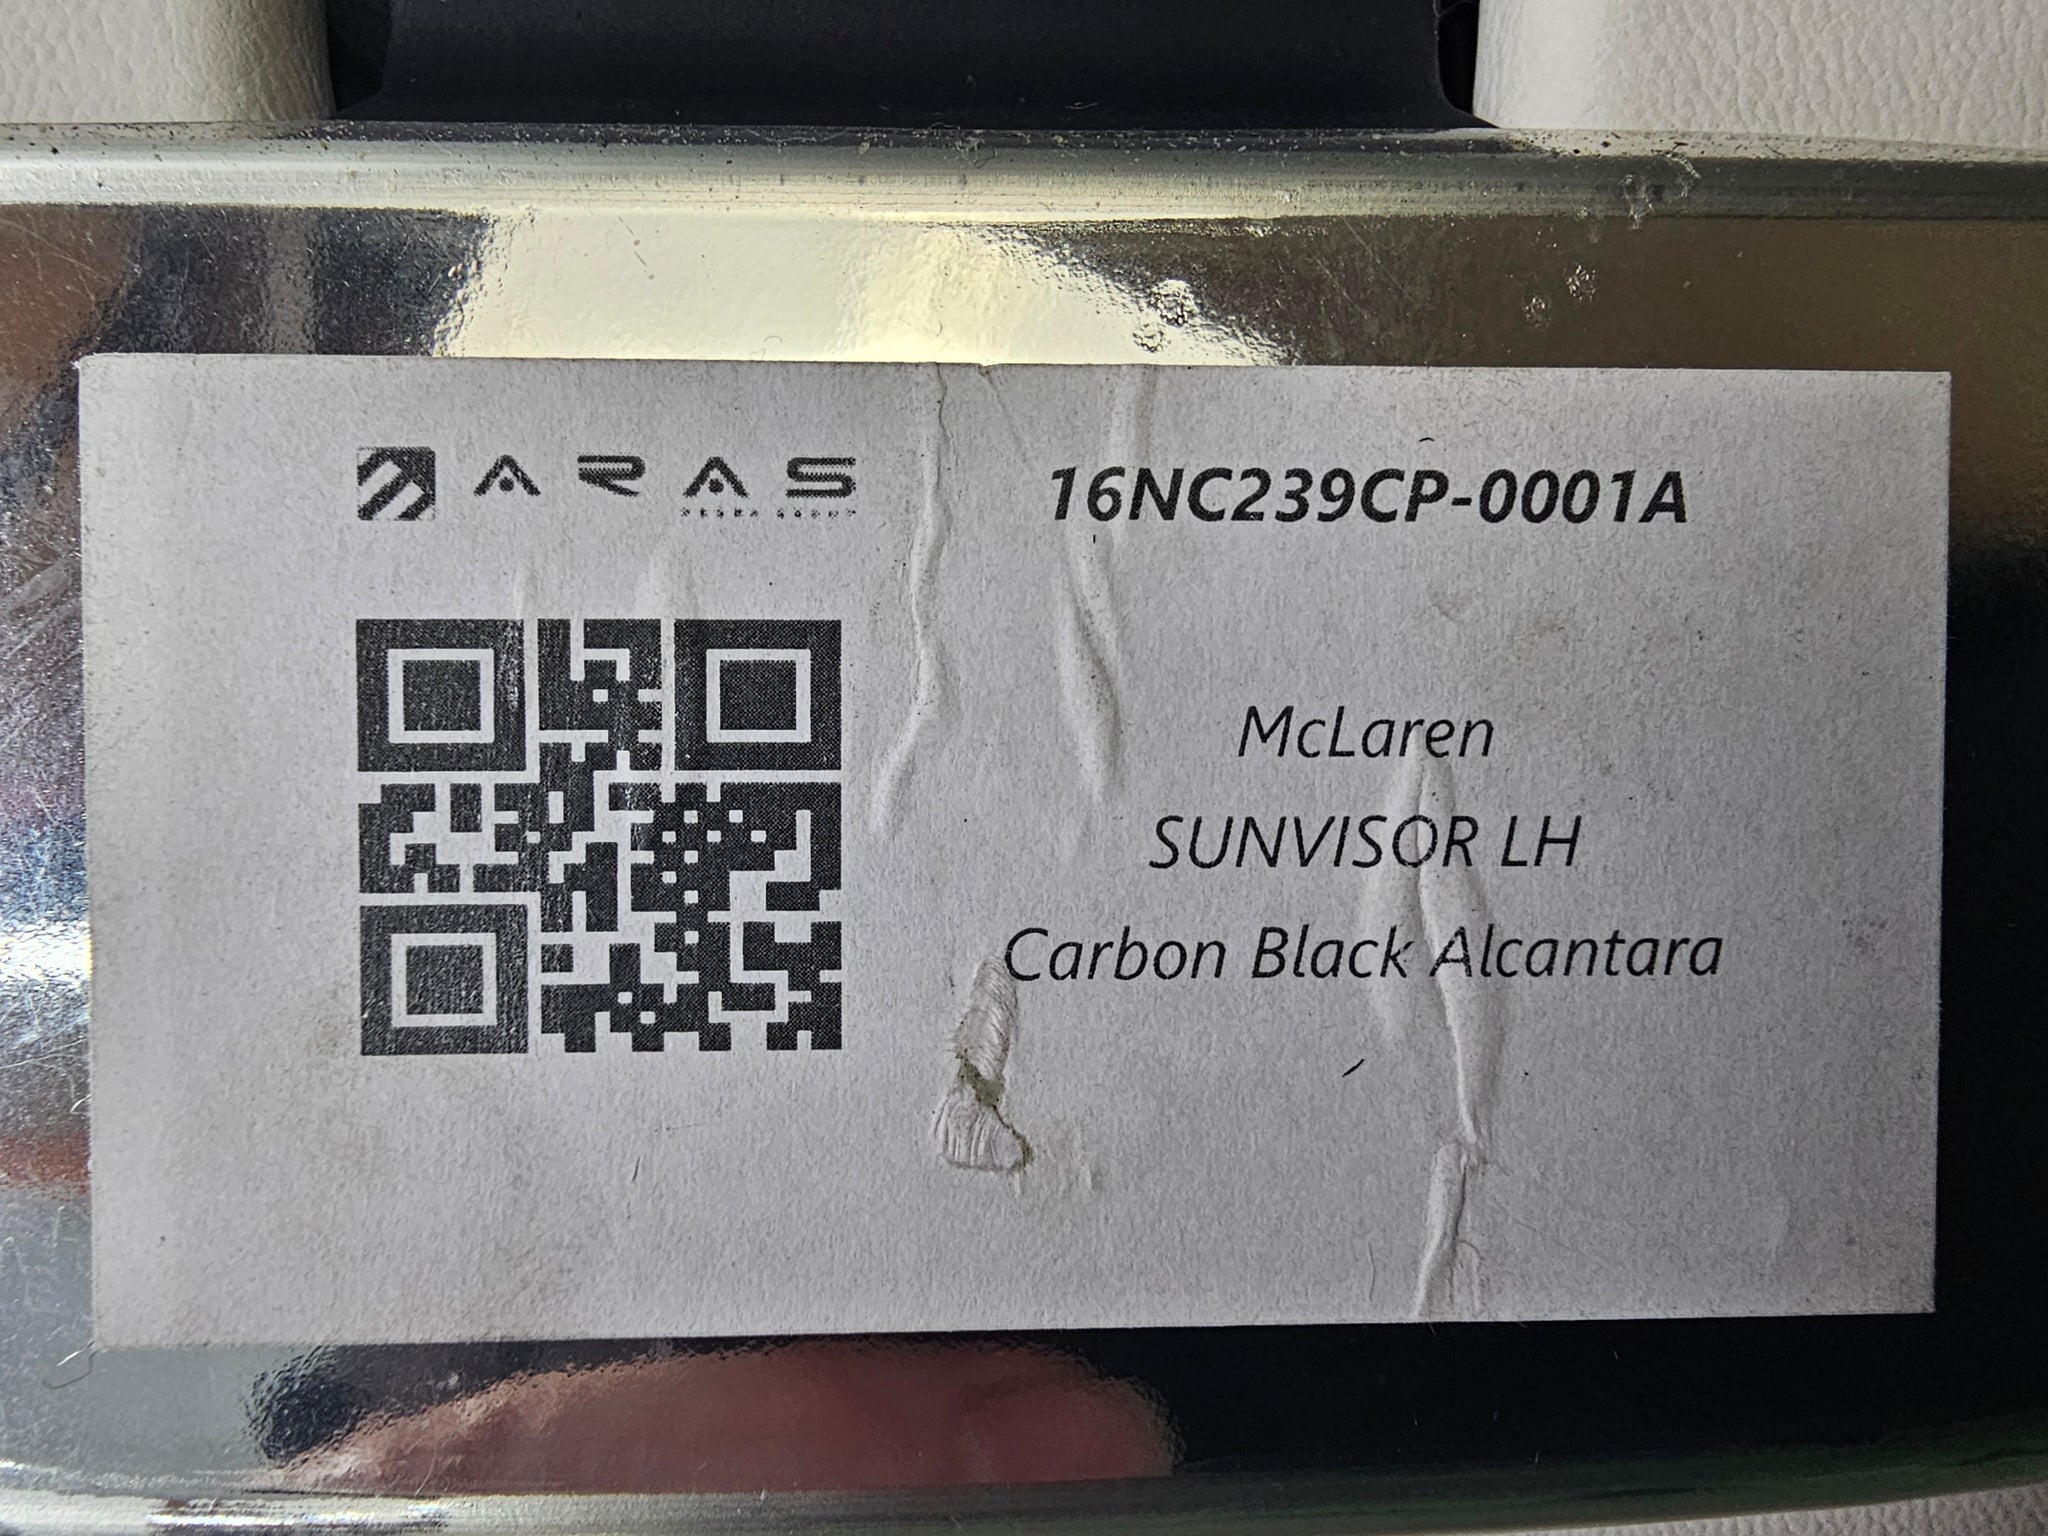 ARAS
16NC239CP-0001A
McLaren
SUNVISOR LH
Carbon Black Alcantara